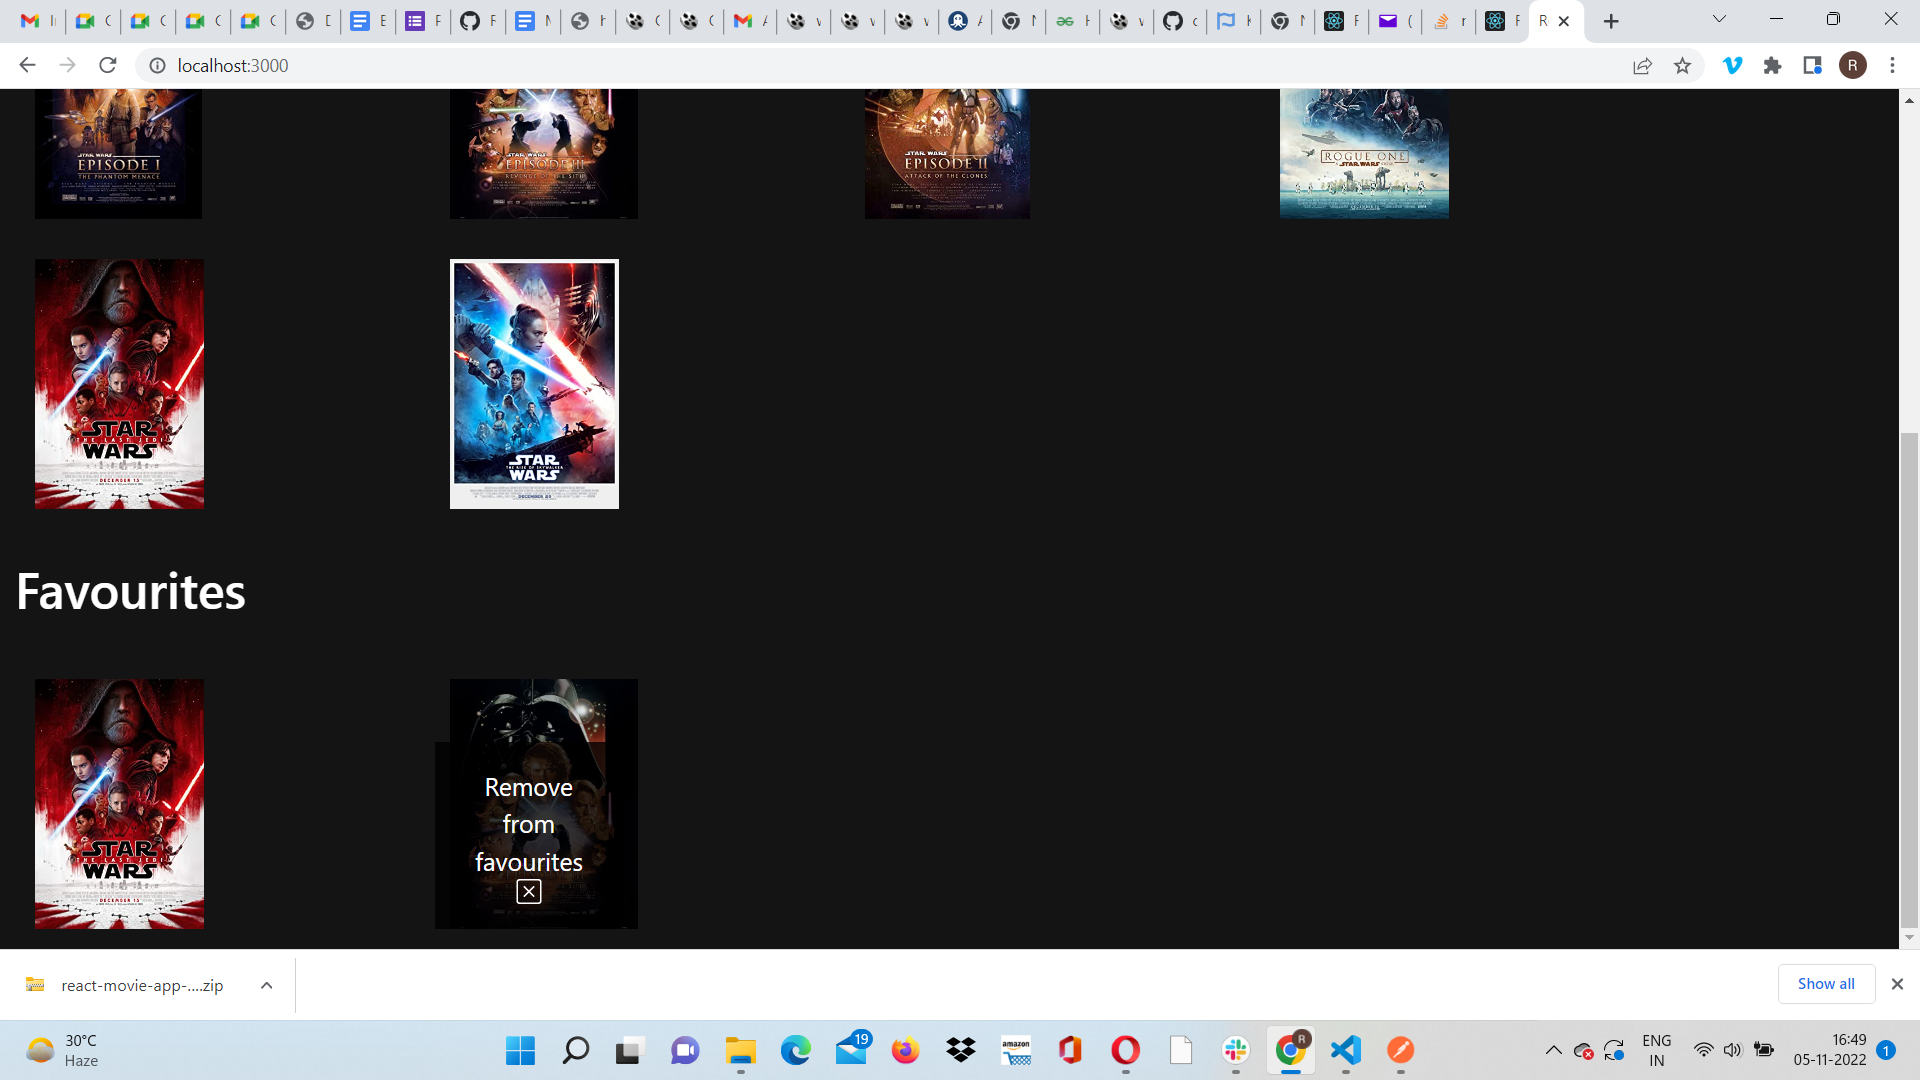 localhost:3000
R
STAR WARS
EPISODE I
THE PHANTOM MENACE
STAR WARS
EPISODE III
REVENGE OF THE SITH
STAR WARS
EPISODE II
ATTACK OF THE CLONES
ROGUE ONE
A STAR WARS STORY
STAR
THE LAST JEDI
WARS
DECEMBER 15
STAR
THE RISE OF SKYWALKER
WARS
DECEMBER 20
Favourites
STAR
THE LAST JEDI
WARS
DECEMBER 15
Remove
from
favourites
react-movie-app-....zip
Show all
30°C
Haze
19
amazon
R
ENG
IN
16:49
05-11-2022
1